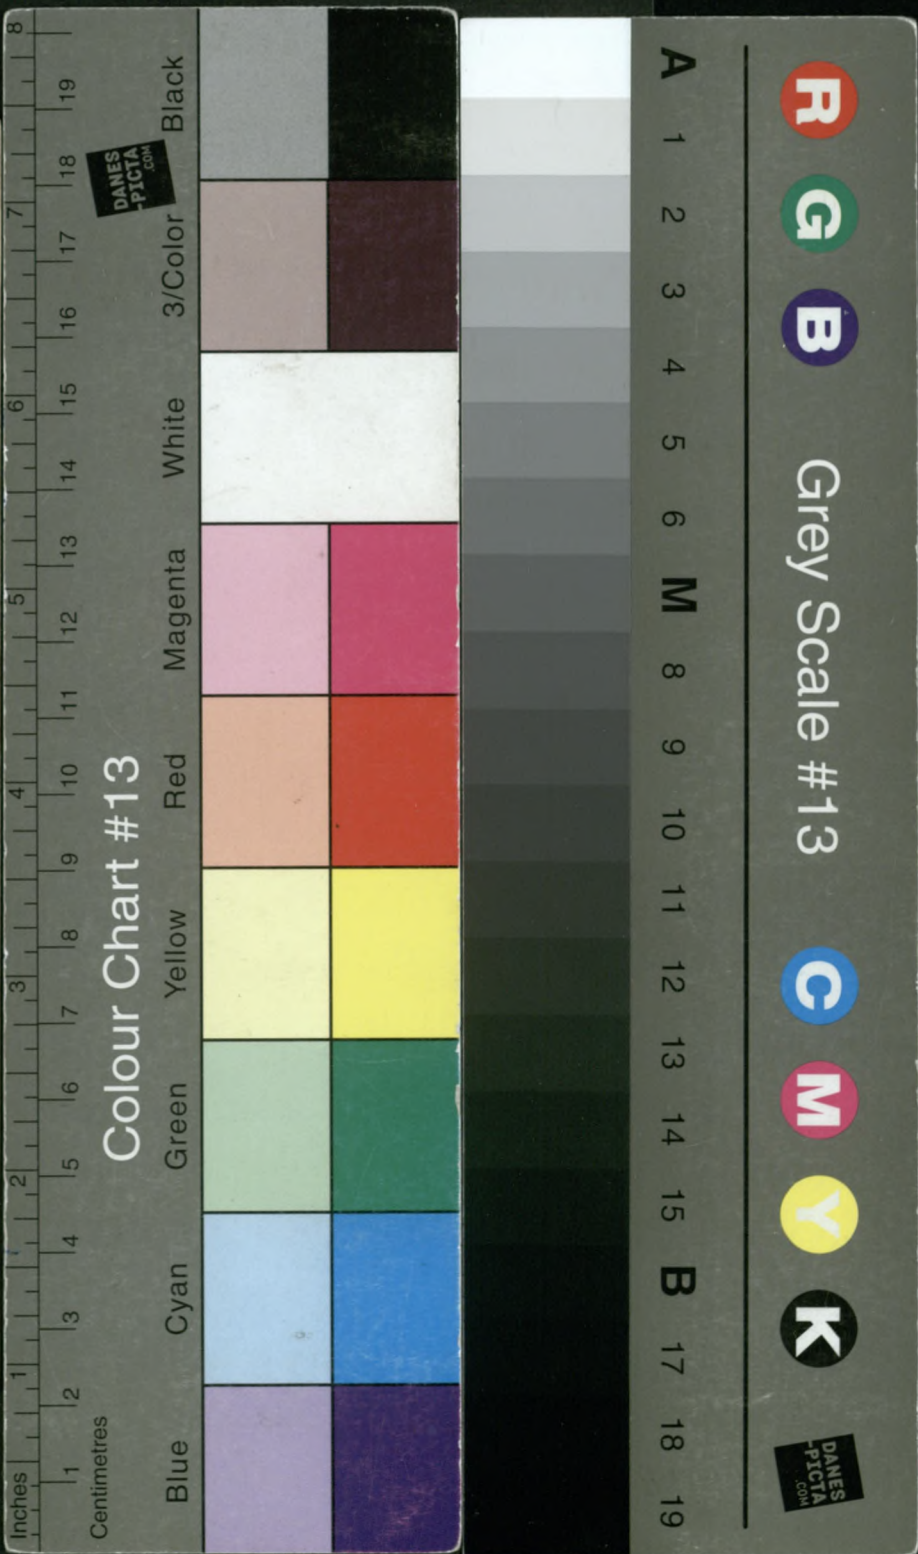 Colour Chart #13
Blue Cyan Green Yellow Red Magenta White 3/Color Black
Centimetres
1 2 3 4 5 6 7 8 9 10 11 12 13 14 15 16 17 18 19
Inches
1 2 3 4 5 6 7 8
DANES
-PICTA
.COM
R G B
Grey Scale #13
C M Y K
A 1 2 3 4 5 6 M 8 9 10 11 12 13 14 15 B 17 18 19
DANES
-PICTA
.COM